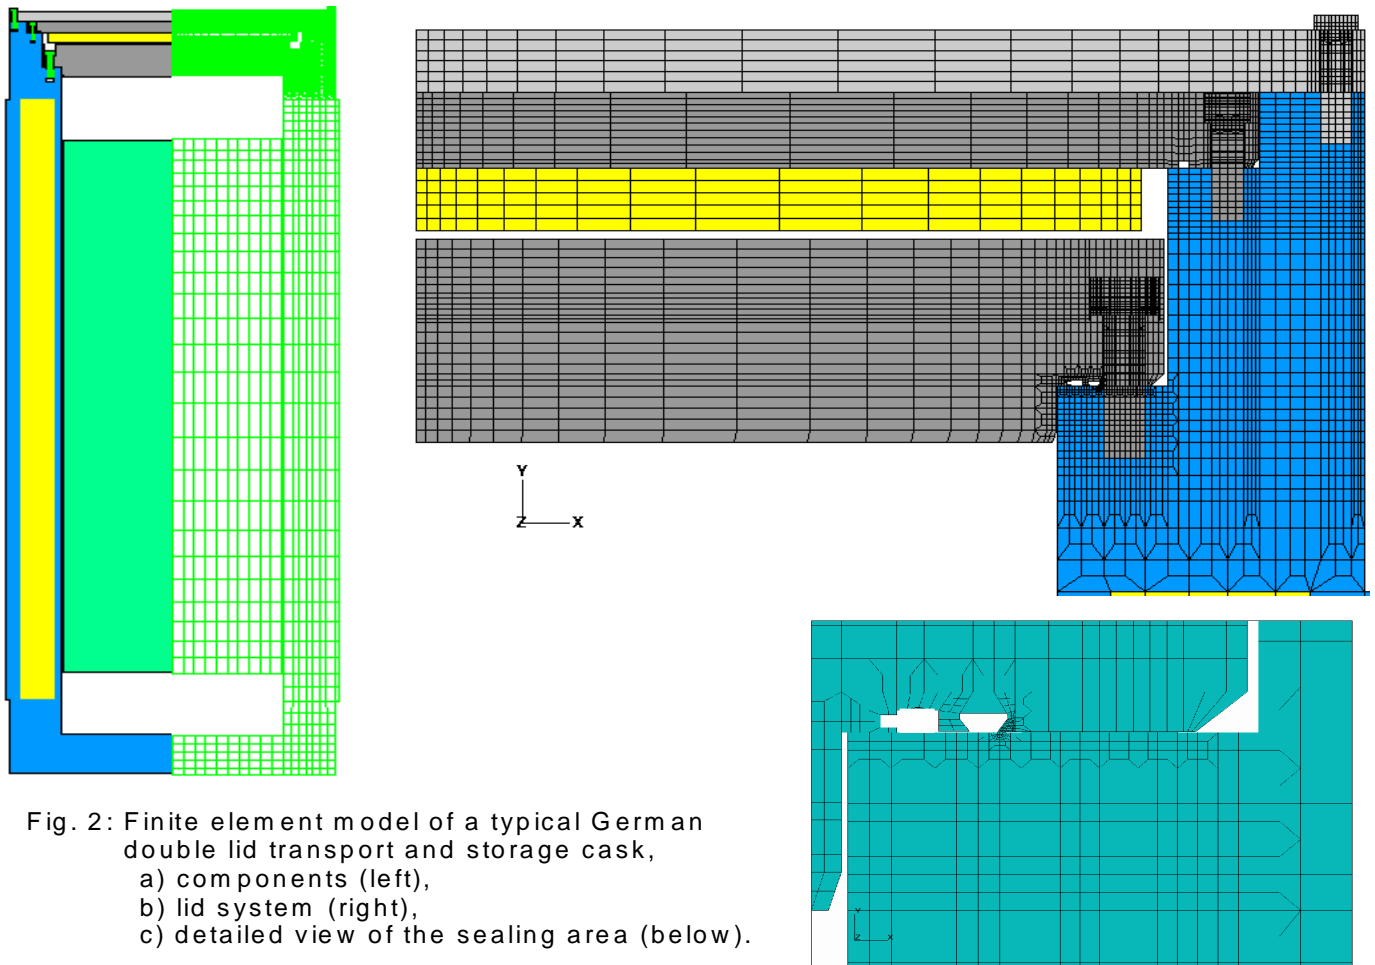 Y
Z X
Y
Z X
Fig. 2: Finite element model of a typical German
double lid transport and storage cask,
a) components (left),
b) lid system (right),
c) detailed view of the sealing area (below).